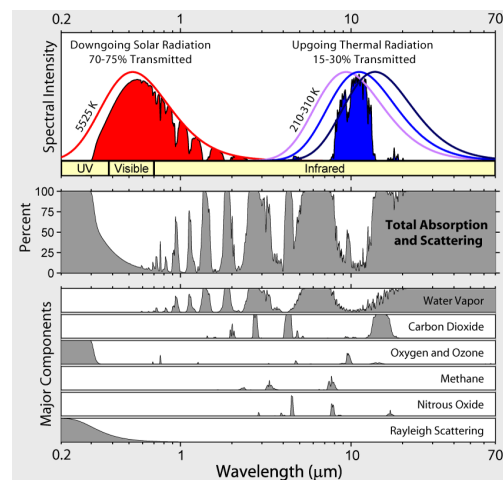 0.2 1 10 70
Downgoing Solar Radiation
70-75% Transmitted
Upgoing Thermal Radiation
15-30% Transmitted
Spectral Intensity
5525 K
210-310 K
UV Visible Infrared
Percent
100
75
50
25
0
Total Absorption
and Scattering
Major Components
Water Vapor
Carbon Dioxide
Oxygen and Ozone
Methane
Nitrous Oxide
Rayleigh Scattering
0.2 1 10 70
Wavelength (μm)